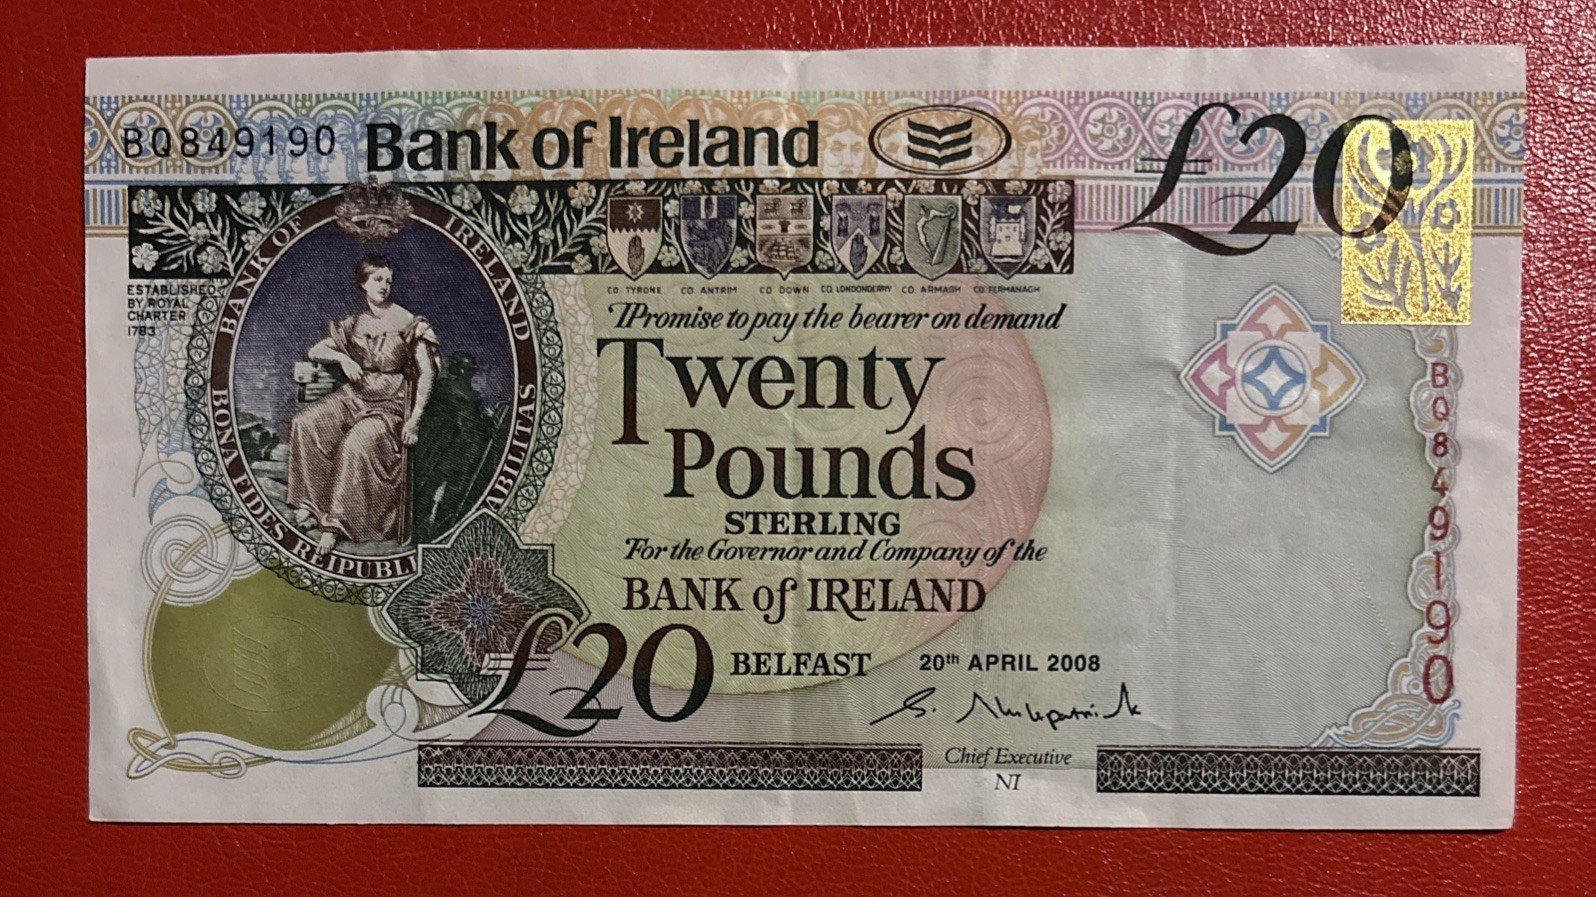 BQ849190
Bank of Ireland
£20
BANK OF IRELAND
BONA FIDES REIPUBLICÆ STABILITAS
ESTABLISHED
BY ROYAL
CHARTER
1783
CO TYRONE CO ANTRIM CO DOWN CO LONDONDERRY CO ARMAGH CO FERMANAGH
I Promise to pay the bearer on demand
Twenty
Pounds
STERLING
For the Governor and Company of the
BANK of IRELAND
£20
BELFAST 20th APRIL 2008
Chief Executive
NI
BQ849190